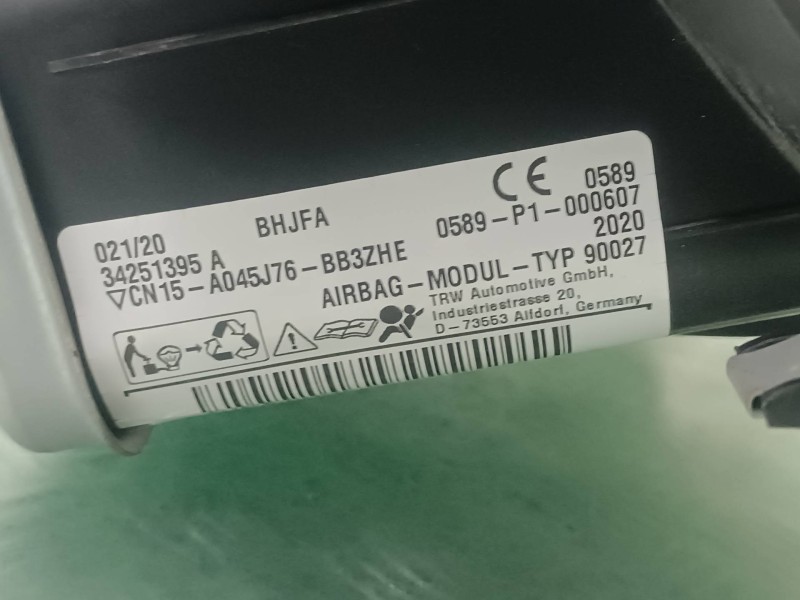 021/20 BHJFA CE 0589
34251395 A 0589-P1-000607
▽CN15-A045J76-BB3ZHE 2020
AIRBAG-MODUL-TYP 90027
TRW Automotive GmbH,
Industriestrasse 20,
D-73553 Alfdorf, Germany